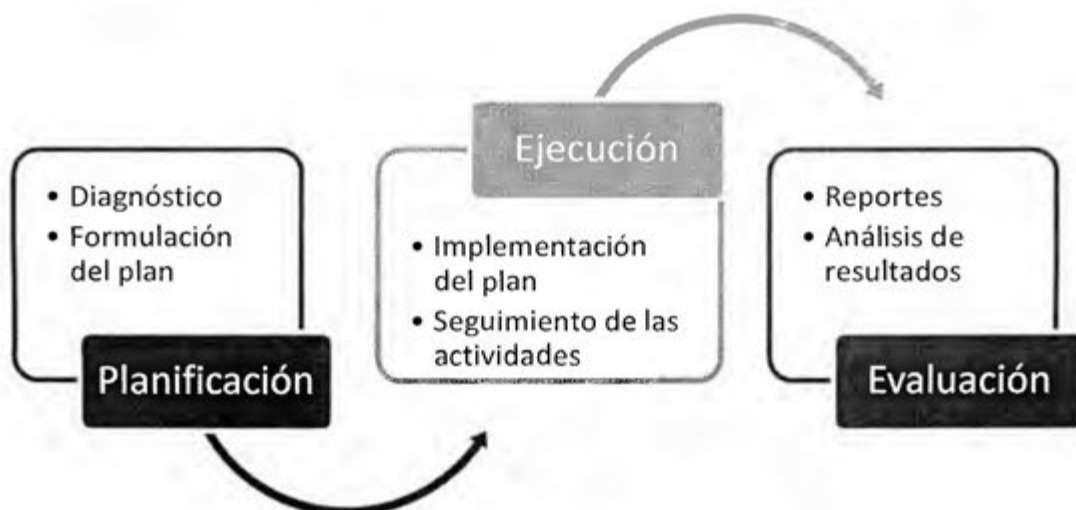 • Diagnóstico
• Formulación
del plan
Planificación
Ejecución
• Implementación
del plan
• Seguimiento de las
actividades
• Reportes
• Análisis de
resultados
Evaluación